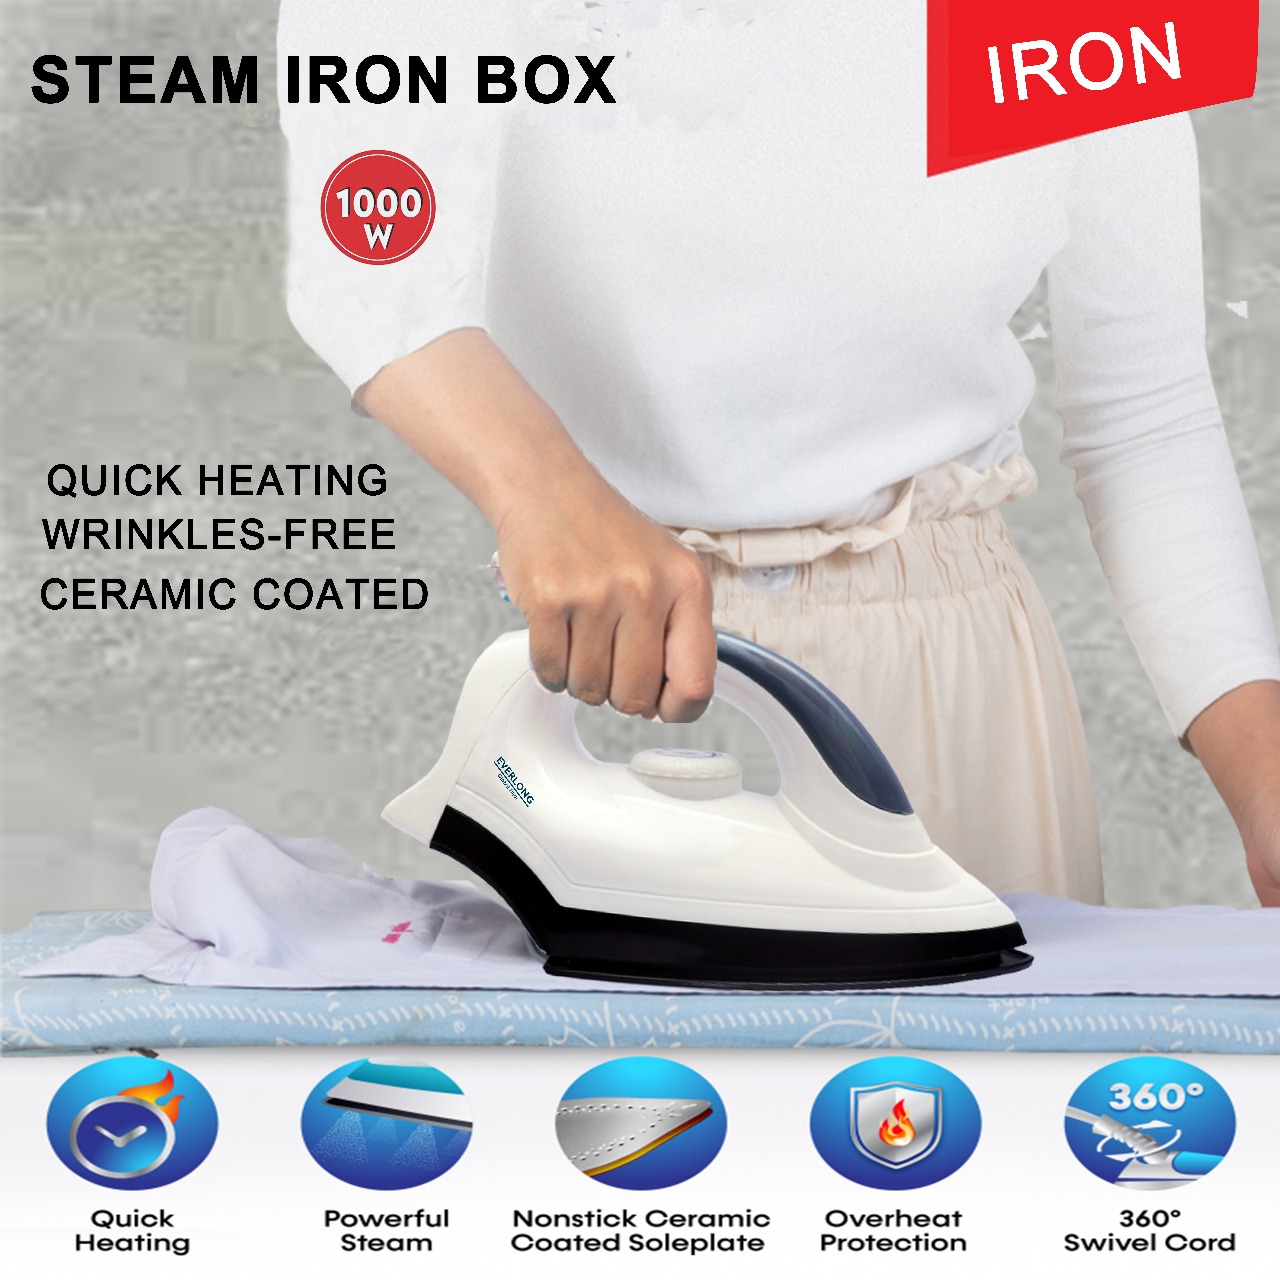 STEAM IRON BOX
IRON
1000
W
QUICK HEATING
WRINKLES-FREE
CERAMIC COATED
EVERLONG
360°
Quick
Heating
Powerful
Steam
Nonstick Ceramic
Coated Soleplate
Overheat
Protection
360°
Swivel Cord